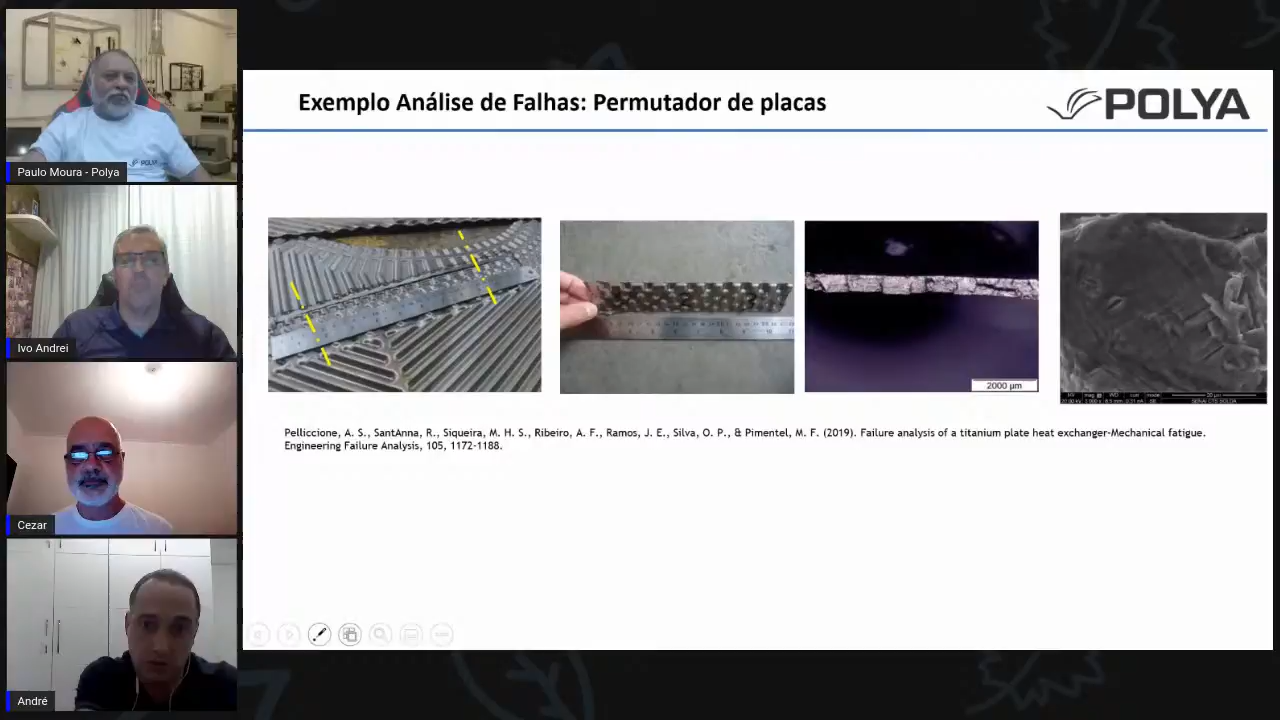 Exemplo Análise de Falhas: Permutador de placas
POLYA
Paulo Moura - Polya
Ivo Andrei
Cezar
André
2000 µm
Pelliccione, A. S., SantAnna, R., Siqueira, M. H. S., Ribeiro, A. F., Ramos, J. E., Silva, O. P., & Pimentel, M. F. (2019). Failure analysis of a titanium plate heat exchanger-Mechanical fatigue.
Engineering Failure Analysis, 105, 1172-1188.